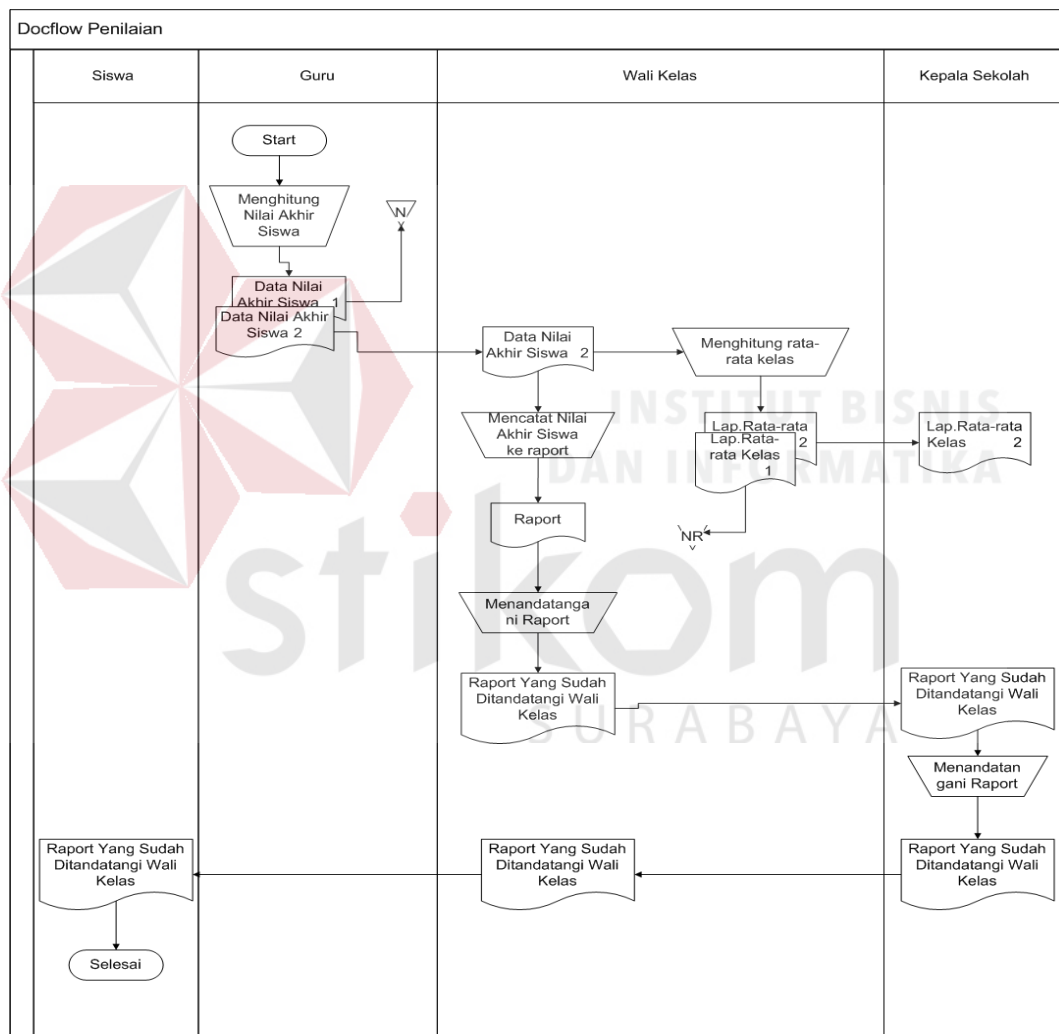 Docflow Penilaian
Siswa
Guru
Wali Kelas
Kepala Sekolah
Start
Menghitung
Nilai Akhir
Siswa
N
Data Nilai
Akhir Siswa 1
Data Nilai Akhir
Siswa 2
Data Nilai
Akhir Siswa 2
Menghitung rata-
rata kelas
Mencatat Nilai
Akhir Siswa
ke raport
Lap.Rata-rata
2
Lap.Rata-
rata Kelas
1
Lap.Rata-rata
Kelas 2
Raport
NR
Menandatanga
ni Raport
Raport Yang Sudah
Ditandatangi Wali
Kelas
Raport Yang Sudah
Ditandatangi Wali
Kelas
Menandatan
gani Raport
Raport Yang Sudah
Ditandatangi Wali
Kelas
Raport Yang Sudah
Ditandatangi Wali
Kelas
Raport Yang Sudah
Ditandatangi Wali
Kelas
Selesai
INSTITUT BISNIS
DAN INFORMATIKA
stikom
SURABAYA